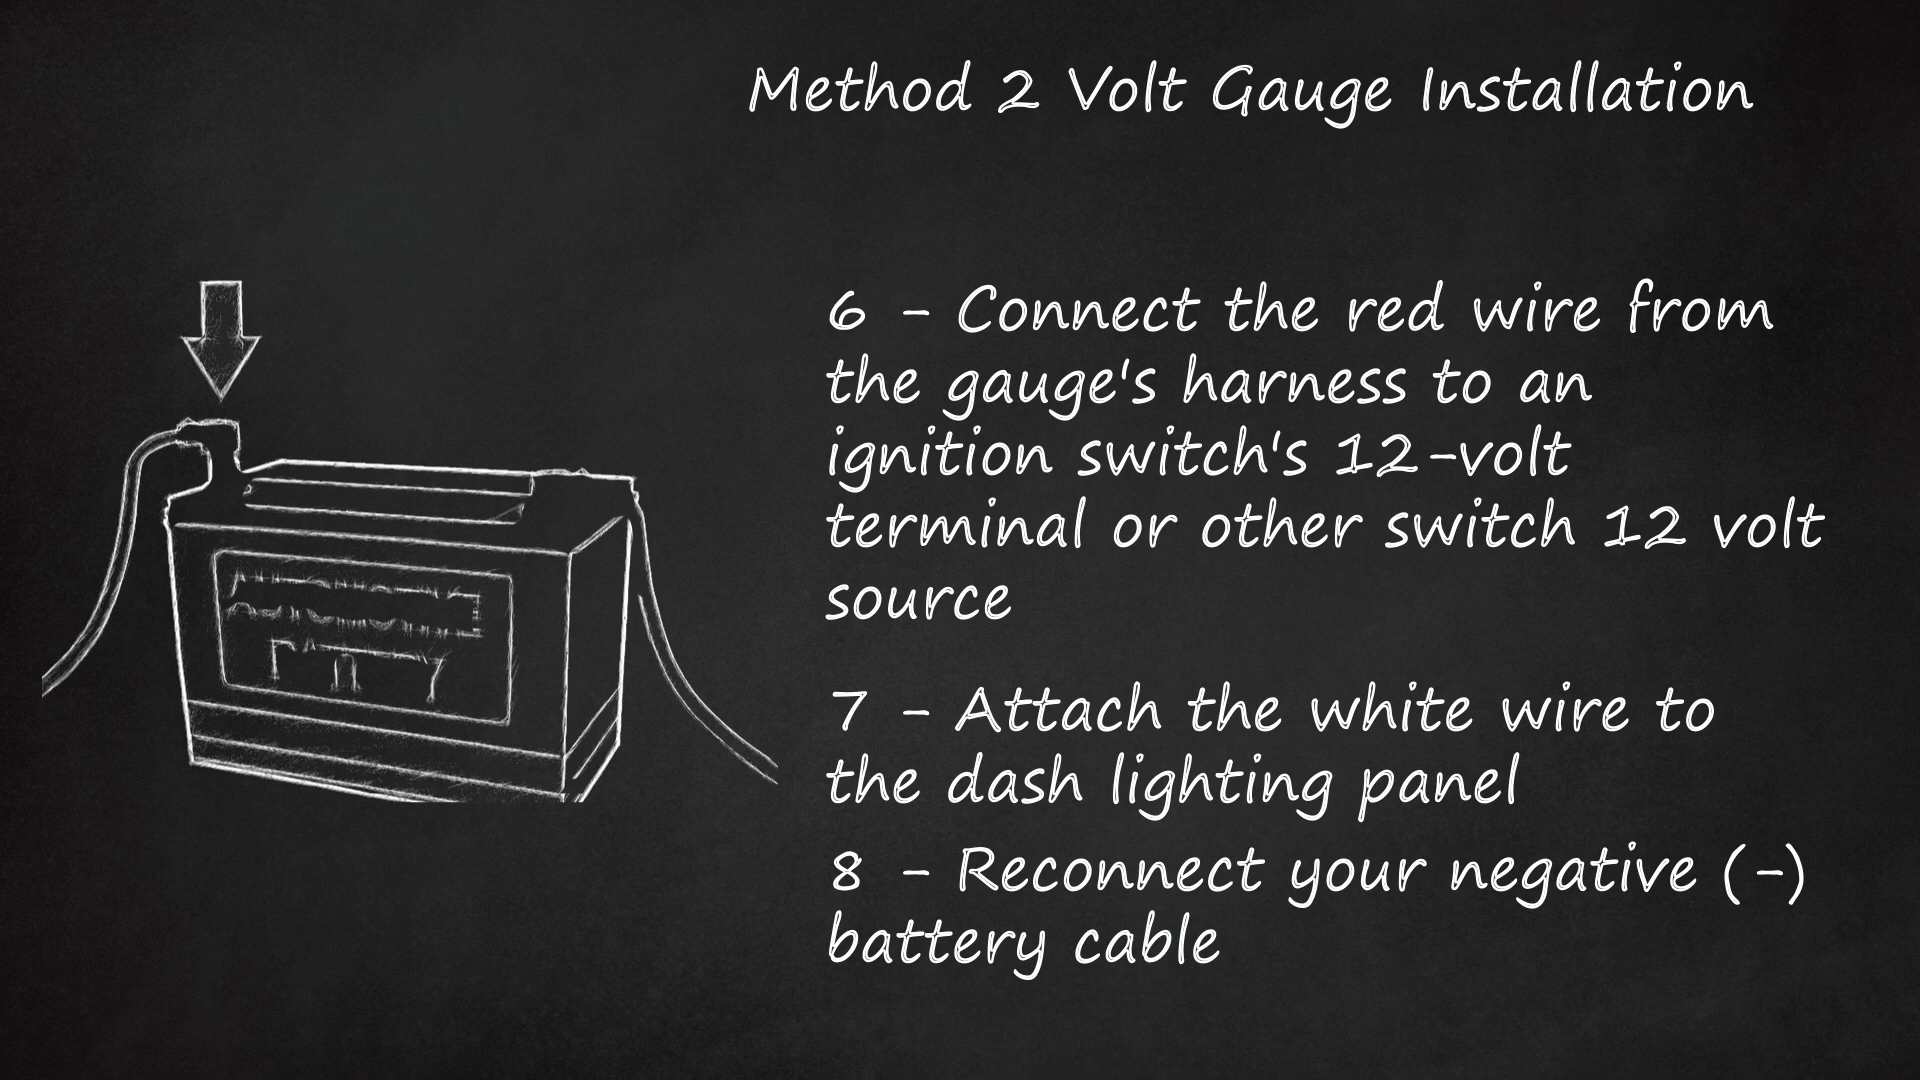 Method 2 Volt Gauge Installation
6 - Connect the red wire from
the gauge's harness to an
ignition switch's 12-volt
terminal or other switch 12 volt
source
7 - Attach the white wire to
the dash lighting panel
8 - Reconnect your negative (-)
battery cable